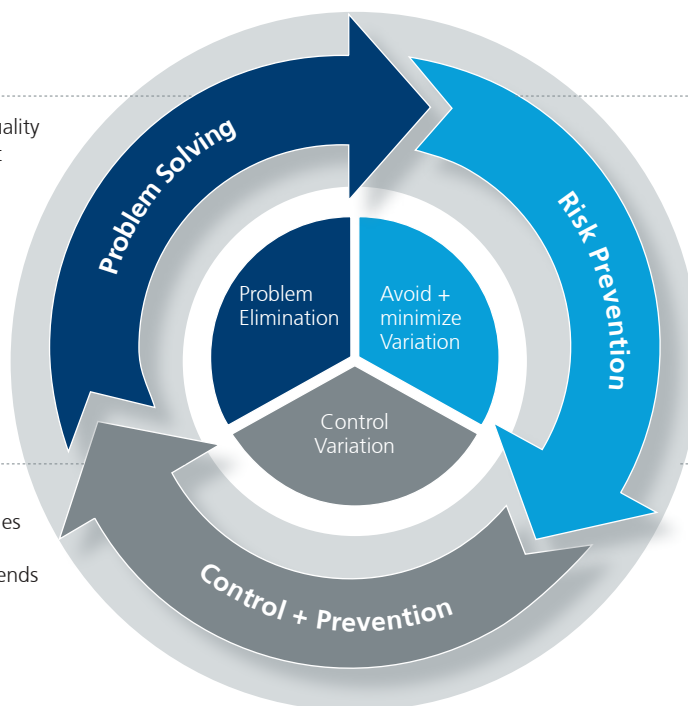 Problem Solving
Risk Prevention
Problem
Elimination
Avoid +
minimize
Variation
Control
Variation
Control + Prevention